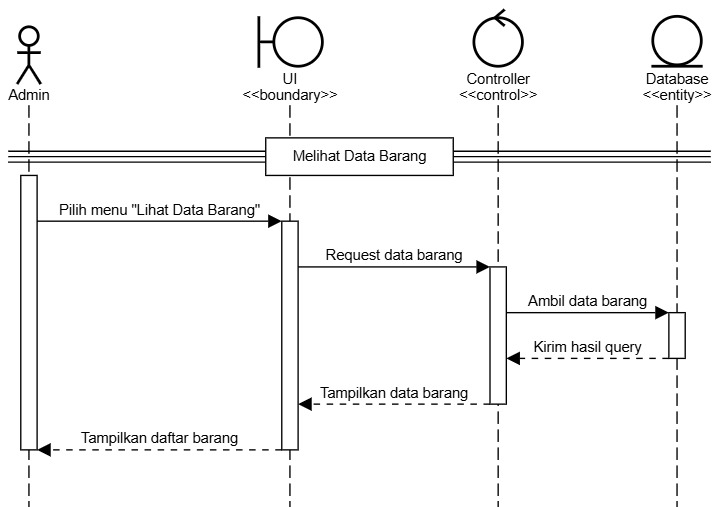 Admin
UI
<<boundary>>
Controller
<<control>>
Database
<<entity>>
Melihat Data Barang
Pilih menu "Lihat Data Barang"
Request data barang
Ambil data barang
Kirim hasil query
Tampilkan data barang
Tampilkan daftar barang